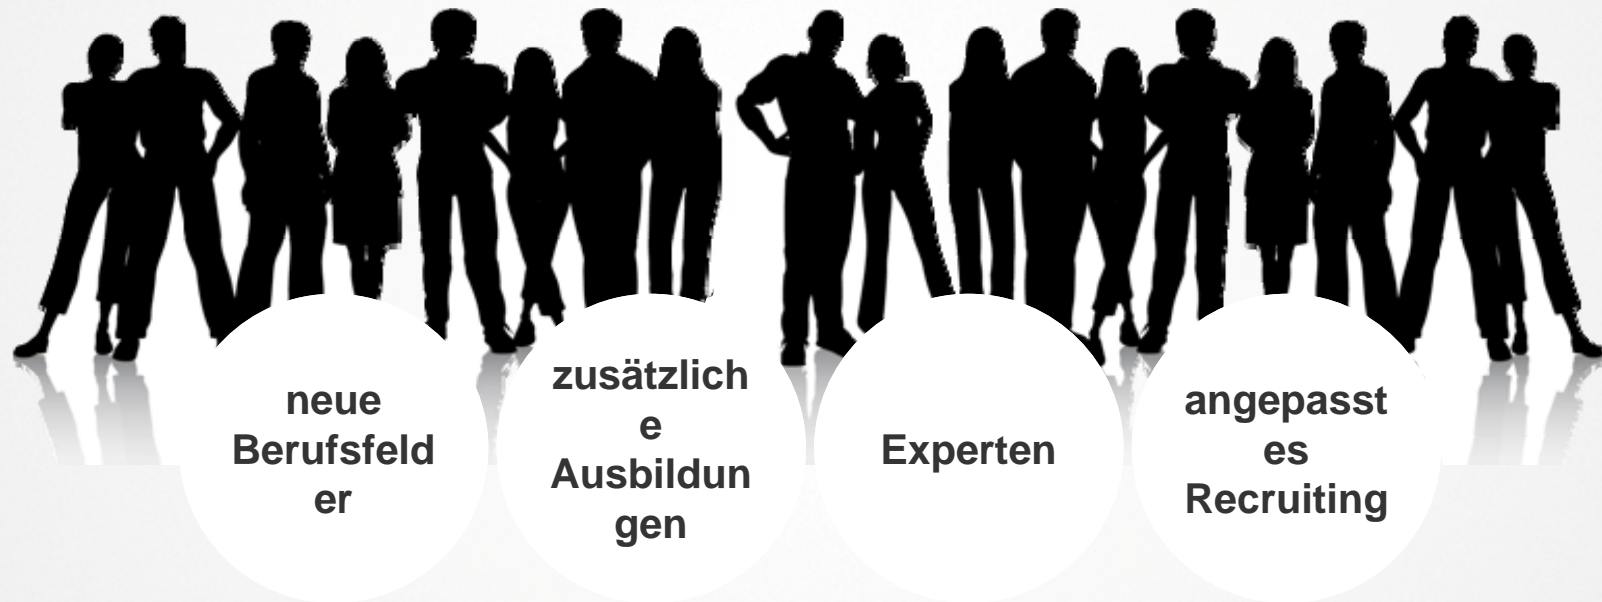 neue
Berufsfeld
er
zusätzlich
e
Ausbildun
gen
Experten
angepasst
es
Recruiting